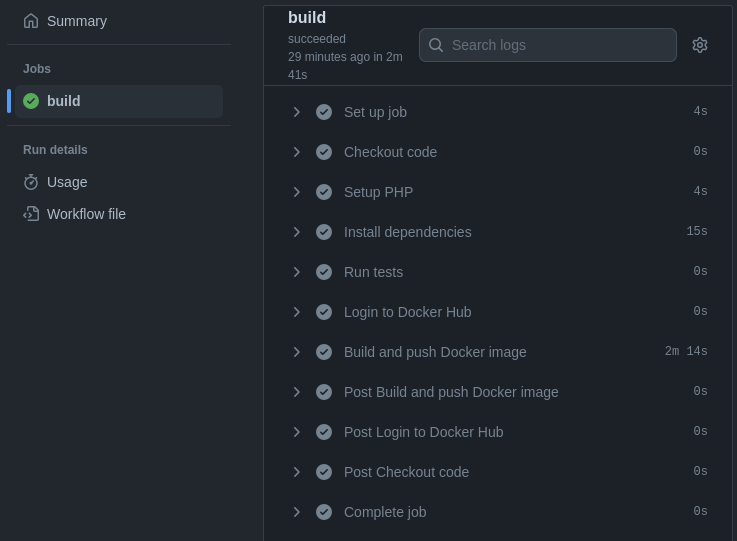 Summary
Jobs
build
Run details
Usage
Workflow file
build
succeeded
29 minutes ago in 2m
41s
Search logs
Set up job 4s
Checkout code 0s
Setup PHP 4s
Install dependencies 15s
Run tests 0s
Login to Docker Hub 0s
Build and push Docker image 2m 14s
Post Build and push Docker image 0s
Post Login to Docker Hub 0s
Post Checkout code 0s
Complete job 0s